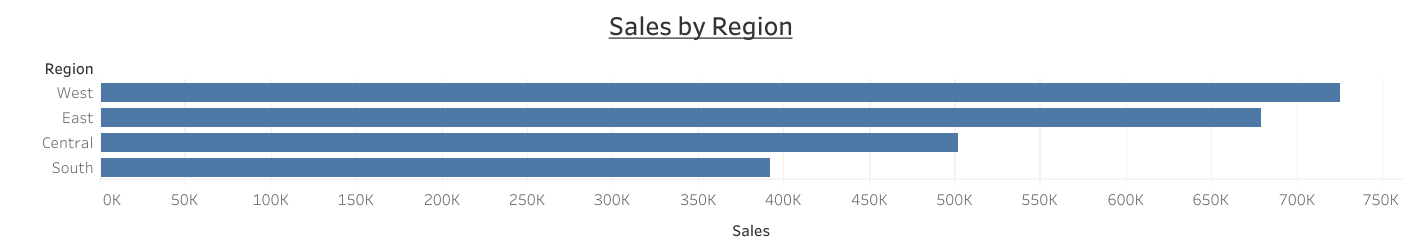 Sales by Region
Region
West
East
Central
South
0K 50K 100K 150K 200K 250K 300K 350K 400K 450K 500K 550K 600K 650K 700K 750K
Sales